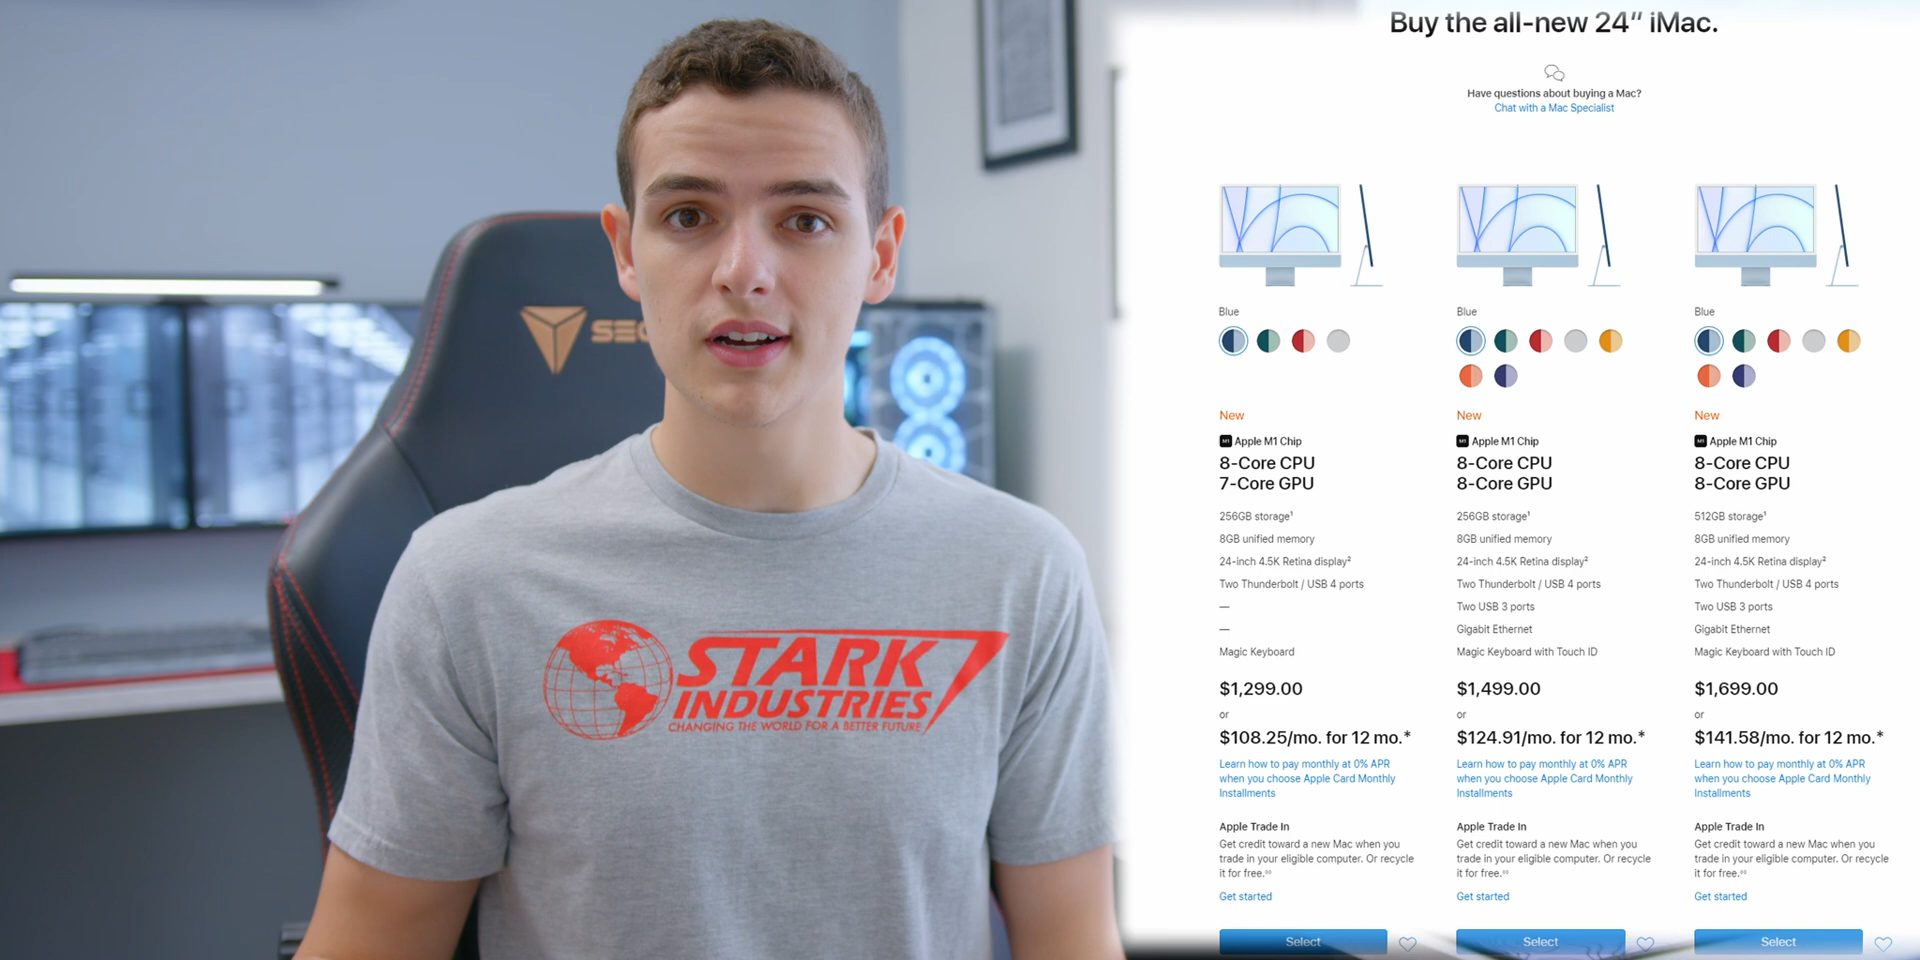 SEC
STARK
INDUSTRIES
CHANGING THE WORLD FOR A BETTER FUTURE
Buy the all-new 24″ iMac.
Have questions about buying a Mac?
Chat with a Mac Specialist
Blue
New
M1 Apple M1 Chip
8-Core CPU
7-Core GPU
256GB storage¹
8GB unified memory
24-inch 4.5K Retina display²
Two Thunderbolt / USB 4 ports
—
—
Magic Keyboard
$1,299.00
or
$108.25/mo. for 12 mo.*
Learn how to pay monthly at 0% APR
when you choose Apple Card Monthly
Installments
Apple Trade In
Get credit toward a new Mac when you
trade in your eligible computer. Or recycle
it for free.°°
Get started
Select
Blue
New
M1 Apple M1 Chip
8-Core CPU
8-Core GPU
256GB storage¹
8GB unified memory
24-inch 4.5K Retina display²
Two Thunderbolt / USB 4 ports
Two USB 3 ports
Gigabit Ethernet
Magic Keyboard with Touch ID
$1,499.00
or
$124.91/mo. for 12 mo.*
Learn how to pay monthly at 0% APR
when you choose Apple Card Monthly
Installments
Apple Trade In
Get credit toward a new Mac when you
trade in your eligible computer. Or recycle
it for free.°°
Get started
Select
Blue
New
M1 Apple M1 Chip
8-Core CPU
8-Core GPU
512GB storage¹
8GB unified memory
24-inch 4.5K Retina display²
Two Thunderbolt / USB 4 ports
Two USB 3 ports
Gigabit Ethernet
Magic Keyboard with Touch ID
$1,699.00
or
$141.58/mo. for 12 mo.*
Learn how to pay monthly at 0% APR
when you choose Apple Card Monthly
Installments
Apple Trade In
Get credit toward a new Mac when you
trade in your eligible computer. Or recycle
it for free.°°
Get started
Select